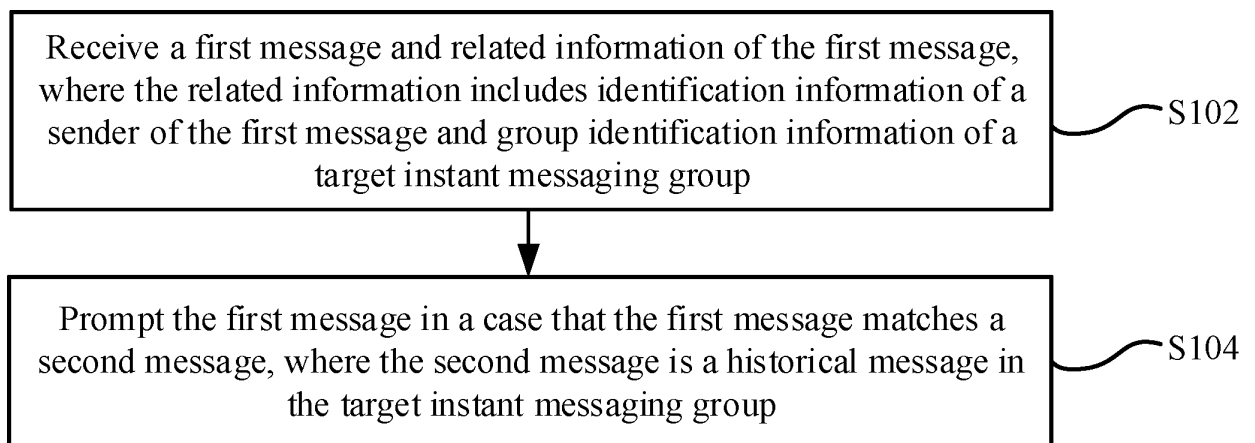 Receive a first message and related information of the first message,
where the related information includes identification information of a
sender of the first message and group identification information of a
target instant messaging group
S102
Prompt the first message in a case that the first message matches a
second message, where the second message is a historical message in
the target instant messaging group
S104